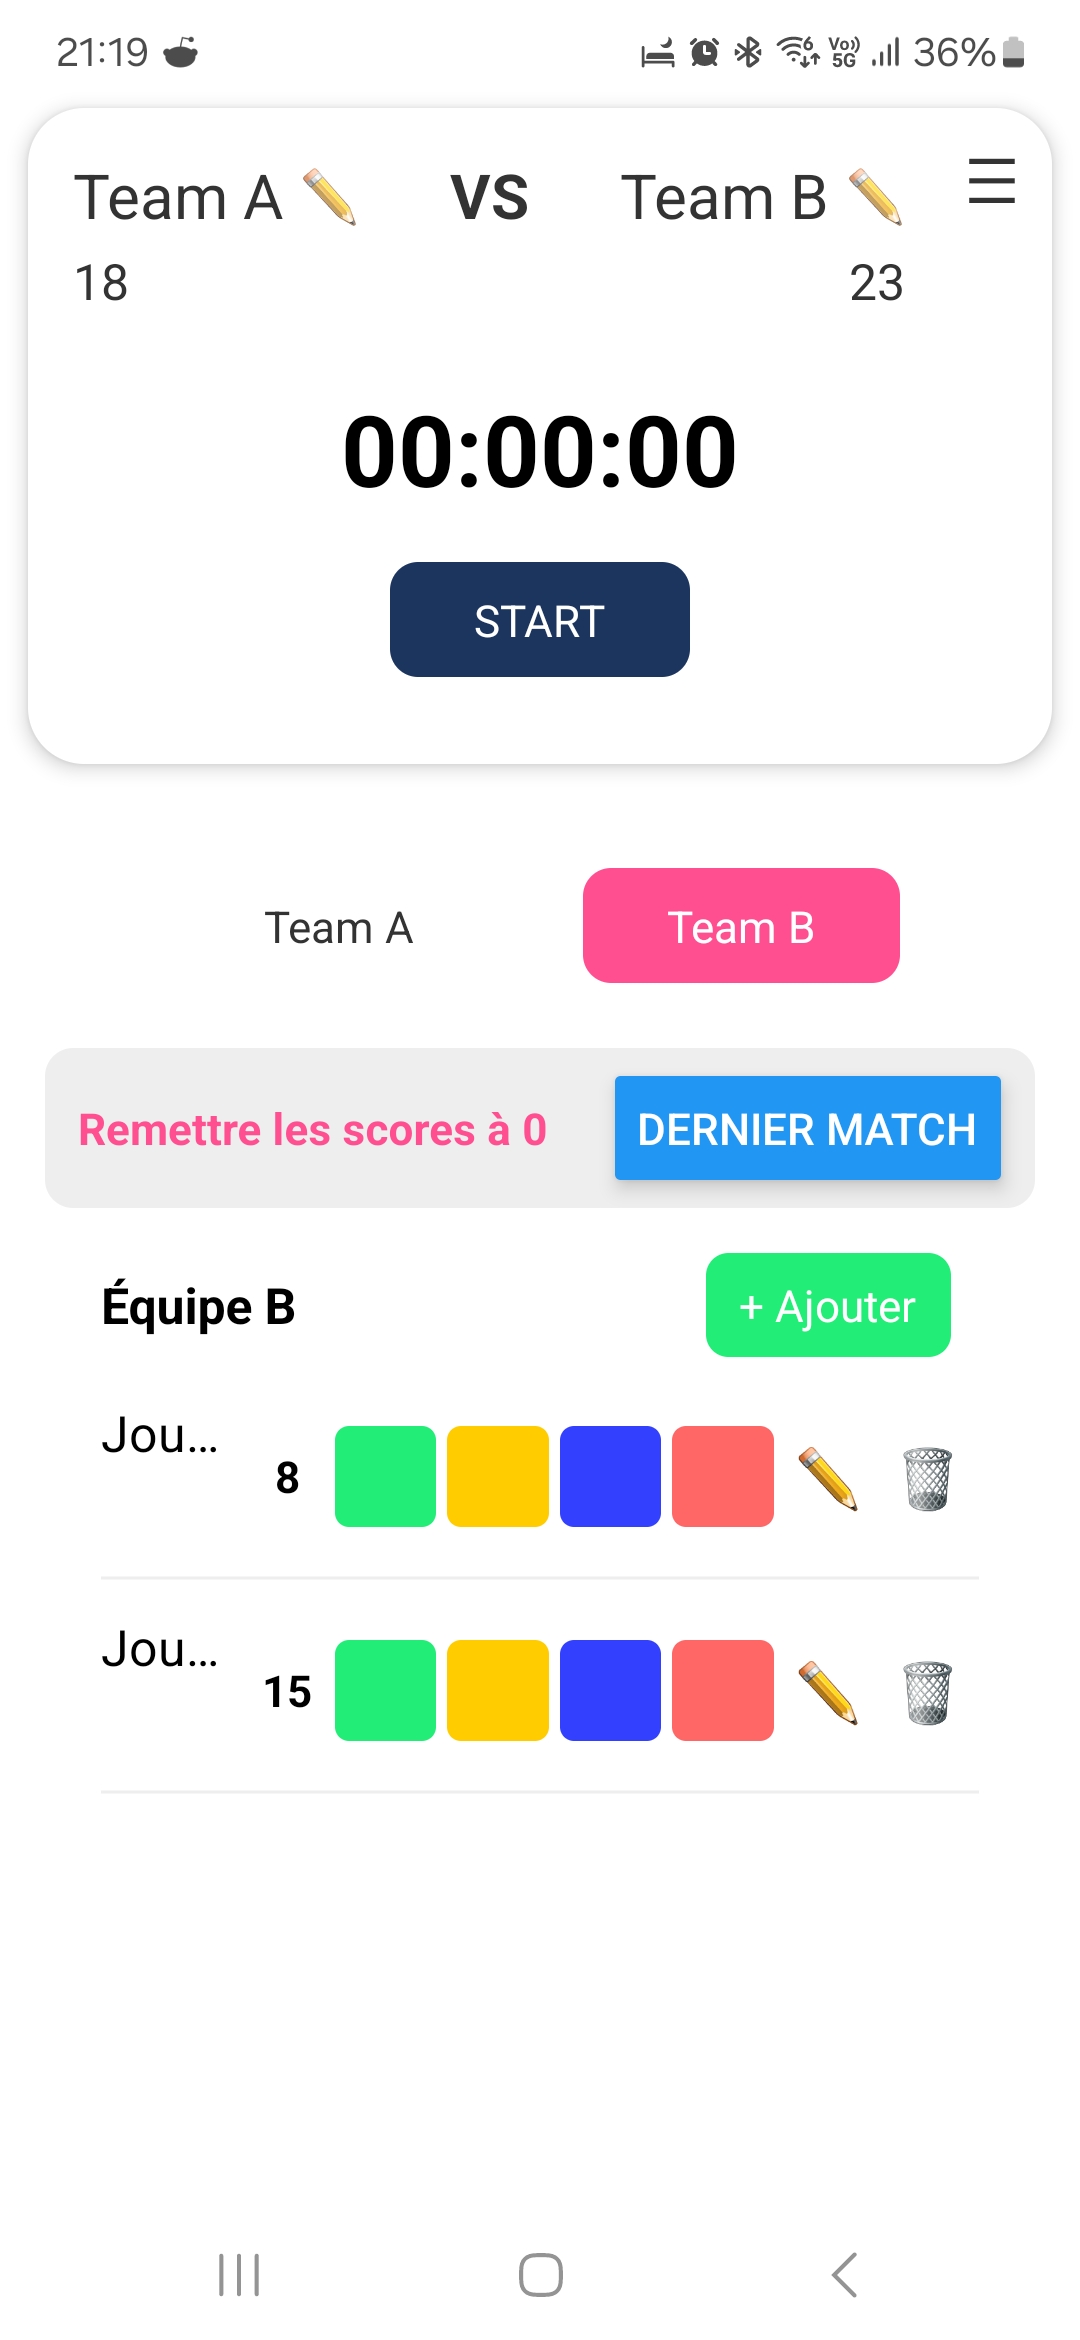 21:19
Vo)) 5G 36%
Team A VS Team B
18 23
00:00:00
START
Team A Team B
Remettre les scores à 0 DERNIER MATCH
Équipe B + Ajouter
Jou... 8
Jou... 15